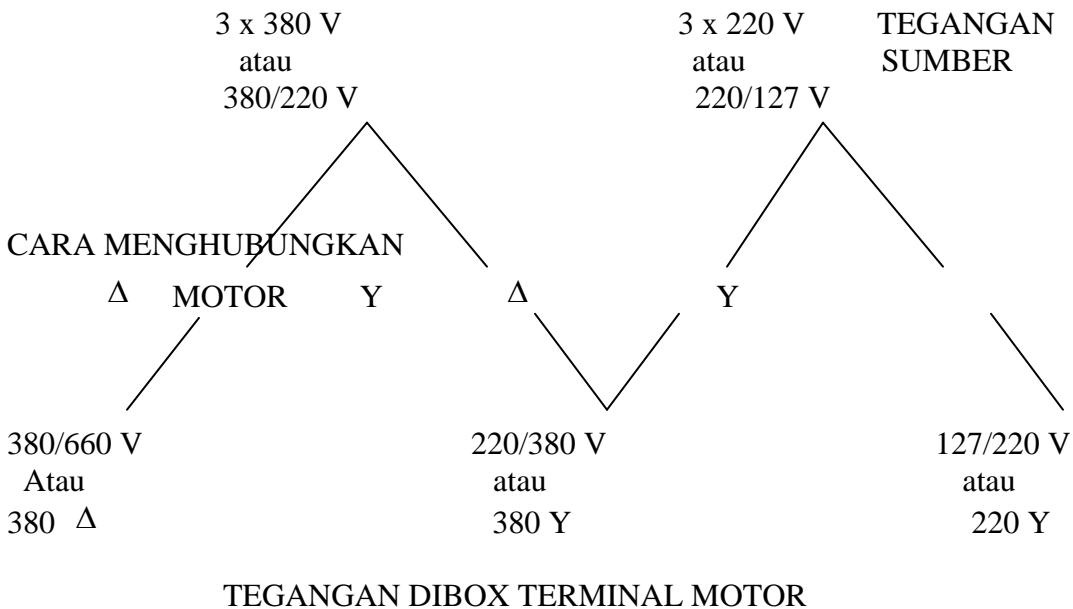 3 x 380 V 3 x 220 V TEGANGAN
atau atau SUMBER
380/220 V 220/127 V
CARA MENGHUBUNGKAN
Δ MOTOR Y Δ Y
380/660 V 220/380 V 127/220 V
Atau atau atau
380 Δ 380 Y 220 Y
TEGANGAN DIBOX TERMINAL MOTOR